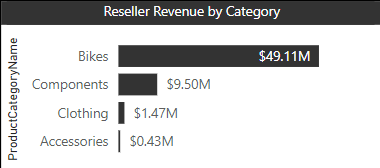 Reseller Revenue by Category
ProductCategoryName
Bikes $49.11M
Components $9.50M
Clothing $1.47M
Accessories $0.43M